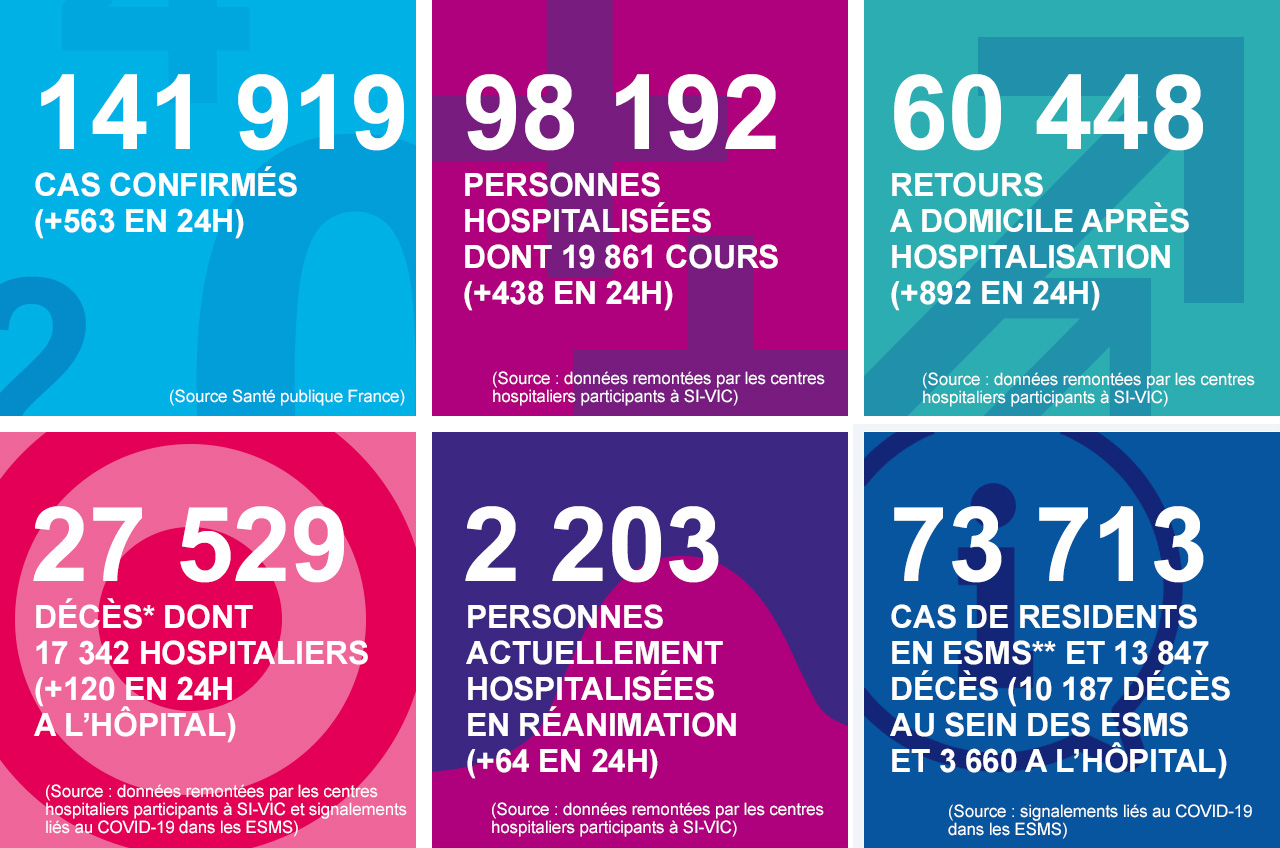 141 919
CAS CONFIRMÉS
(+563 EN 24H)
(Source Santé publique France)
98 192
PERSONNES
HOSPITALISÉES
DONT 19 861 COURS
(+438 EN 24H)
(Source : données remontées par les centres
hospitaliers participants à SI-VIC)
60 448
RETOURS
A DOMICILE APRÈS
HOSPITALISATION
(+892 EN 24H)
(Source : données remontées par les centres
hospitaliers participants à SI-VIC)
27 529
DÉCÈS* DONT
17 342 HOSPITALIERS
(+120 EN 24H
A L’HÔPITAL)
(Source : données remontées par les centres
hospitaliers participants à SI-VIC et signalements
liés au COVID-19 dans les ESMS)
2 203
PERSONNES
ACTUELLEMENT
HOSPITALISÉES
EN RÉANIMATION
(+64 EN 24H)
(Source : données remontées par les centres
hospitaliers participants à SI-VIC)
73 713
CAS DE RESIDENTS
EN ESMS** ET 13 847
DÉCÈS (10 187 DÉCÈS
AU SEIN DES ESMS
ET 3 660 A L’HÔPITAL)
(Source : signalements liés au COVID-19
dans les ESMS)